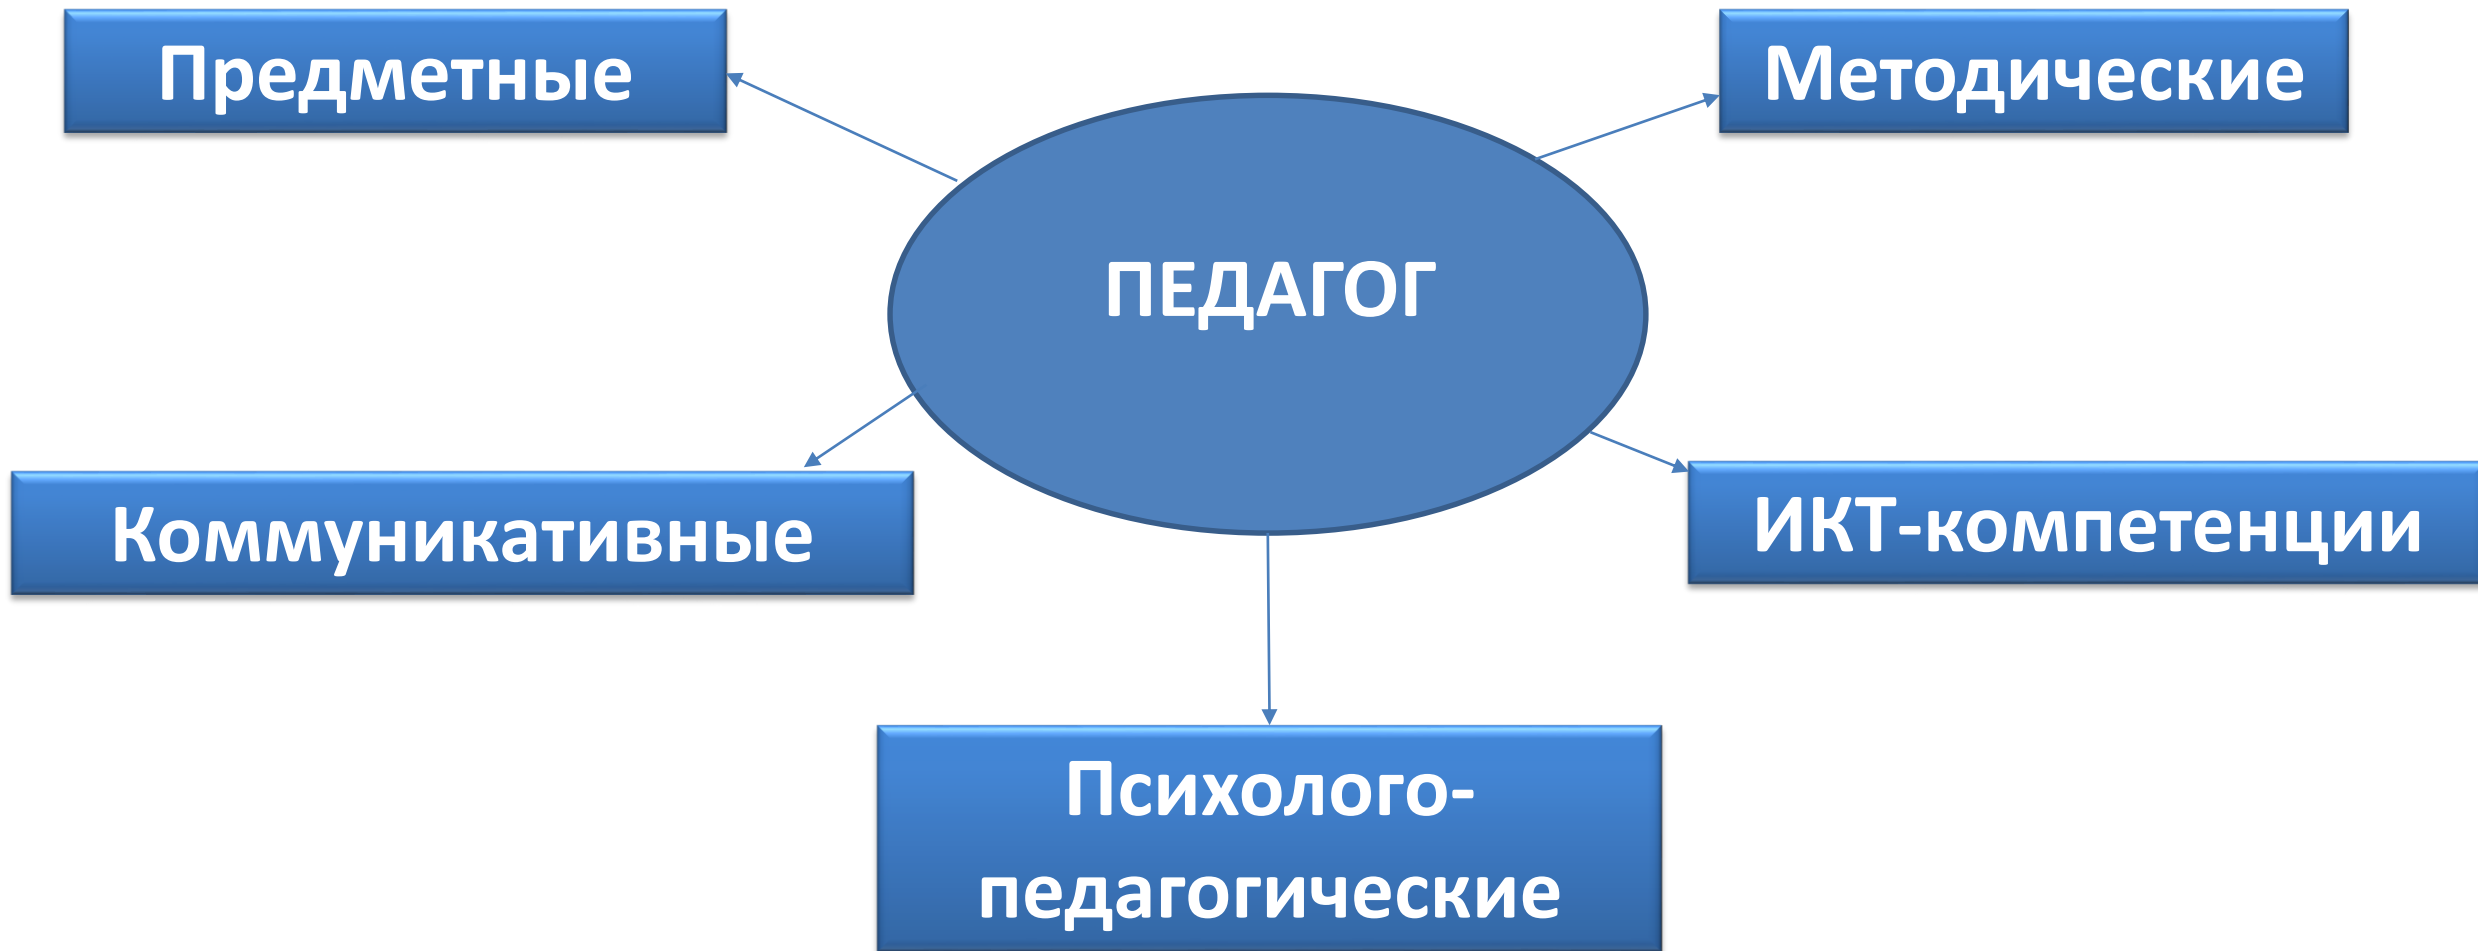 Предметные
Методические
ПЕДАГОГ
Коммуникативные
ИКТ-компетенции
Психолого-
педагогические